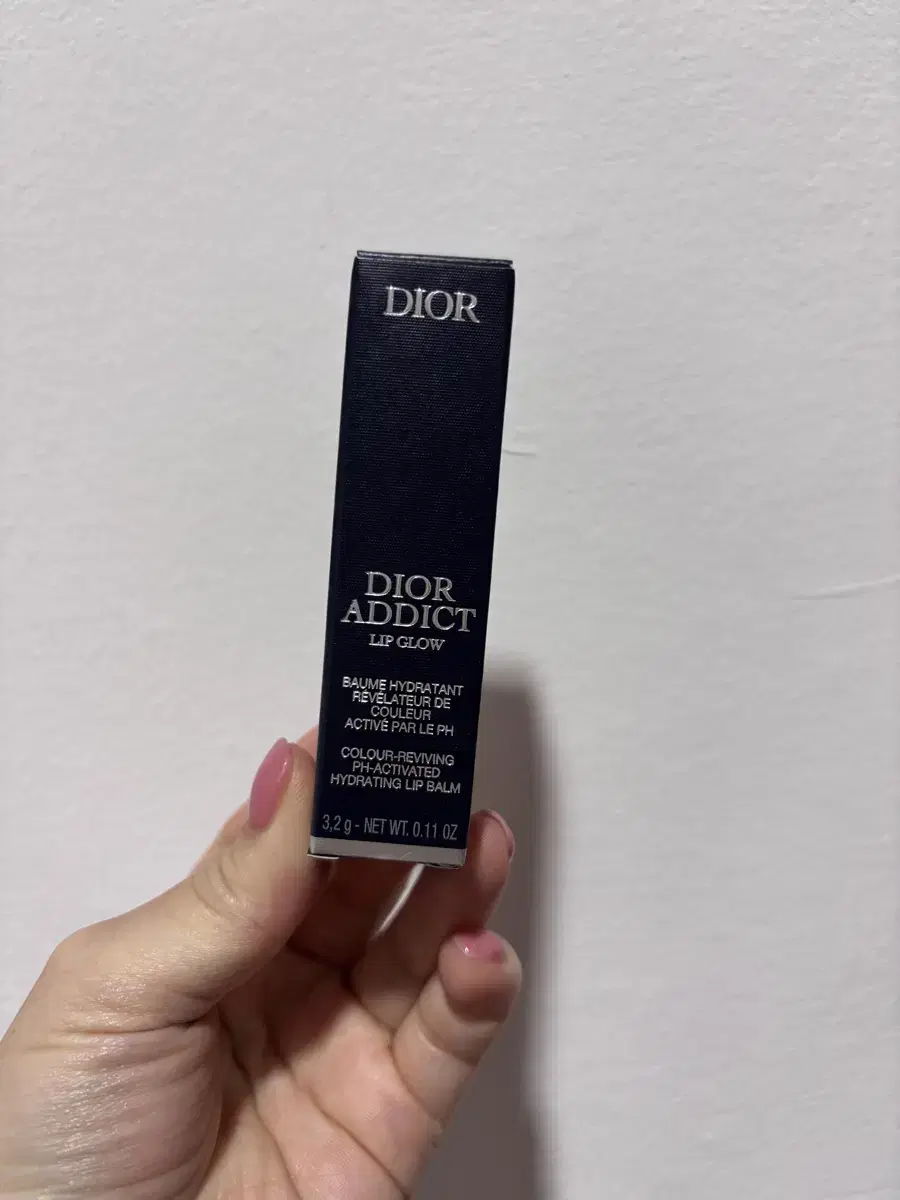 DIOR
DIOR
ADDICT
LIP GLOW
BAUME HYDRATANT
RÉVÉLATEUR DE
COULEUR
ACTIVÉ PAR LE PH
COLOUR-REVIVING
PH-ACTIVATED
HYDRATING LIP BALM
3,2 g - NET WT. 0.11 OZ